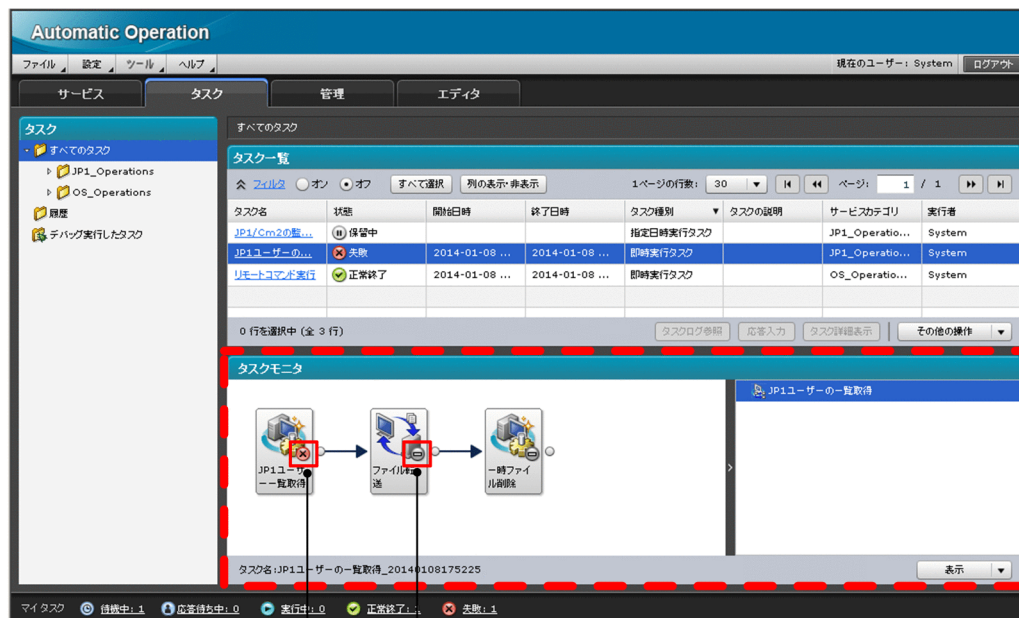 Automatic Operation
ファイル 設定 ツール ヘルプ 現在のユーザー: System ログアウト
サービス タスク 管理 エディタ
タスク
すべてのタスク
JP1_Operations
OS_Operations
履歴
デバッグ実行したタスク
すべてのタスク
タスク一覧
フィルタ オン オフ すべて選択 列の表示・非表示 1ページの行数: 30 ページ: 1 / 1
タスク名 状態 開始日時 終了日時 タスク種別 タスクの説明 サービスカテゴリ 実行者
JP1/Cm2の監... 保留中 指定日時実行タスク JP1_Operatio... System
JP1ユーザーの... 失敗 2014-01-08 ... 2014-01-08 ... 即時実行タスク JP1_Operatio... System
リモートコマンド実行 正常終了 2014-01-08 ... 2014-01-08 ... 即時実行タスク OS_Operatio... System
0 行を選択中 (全 3 行) タスクログ参照 応答入力 タスク詳細表示 その他の操作
タスクモニタ
JP1ユーザーの一覧取得
JP1ユーザ
ー一覧取得
ファイル転
送
一時ファイ
ル削除
タスク名:JP1ユーザーの一覧取得_20140108175225 表示
マイタスク 待機中: 1 応答待ち中: 0 実行中: 0 正常終了: 失敗: 1